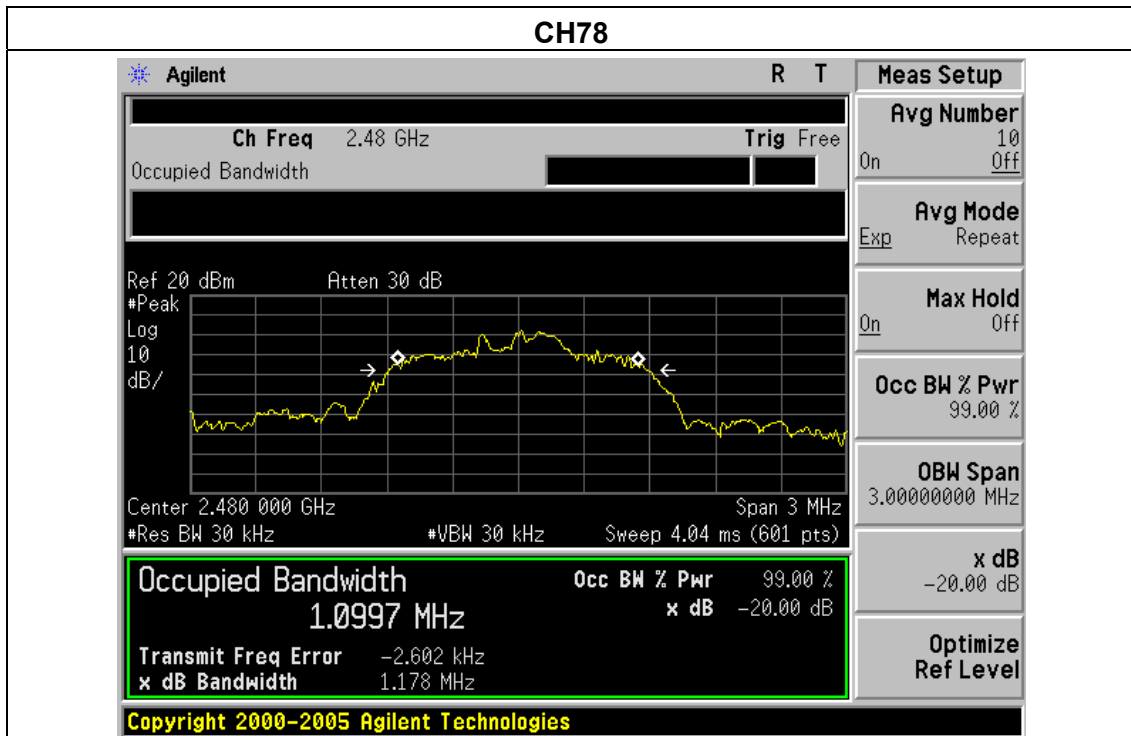 CH78
Agilent R T
Ch Freq 2.48 GHz Trig Free
Occupied Bandwidth
Ref 20 dBm Atten 30 dB
#Peak
Log
10
dB/
Center 2.480 000 GHz Span 3 MHz
#Res BW 30 kHz #VBW 30 kHz Sweep 4.04 ms (601 pts)
Occupied Bandwidth
1.0997 MHz
Occ BW % Pwr 99.00 %
x dB -20.00 dB
Transmit Freq Error -2.602 kHz
x dB Bandwidth 1.178 MHz
Copyright 2000-2005 Agilent Technologies
Meas Setup
Avg Number
10
On Off
Avg Mode
Exp Repeat
Max Hold
On Off
Occ BW % Pwr
99.00 %
OBW Span
3.00000000 MHz
x dB
-20.00 dB
Optimize
Ref Level